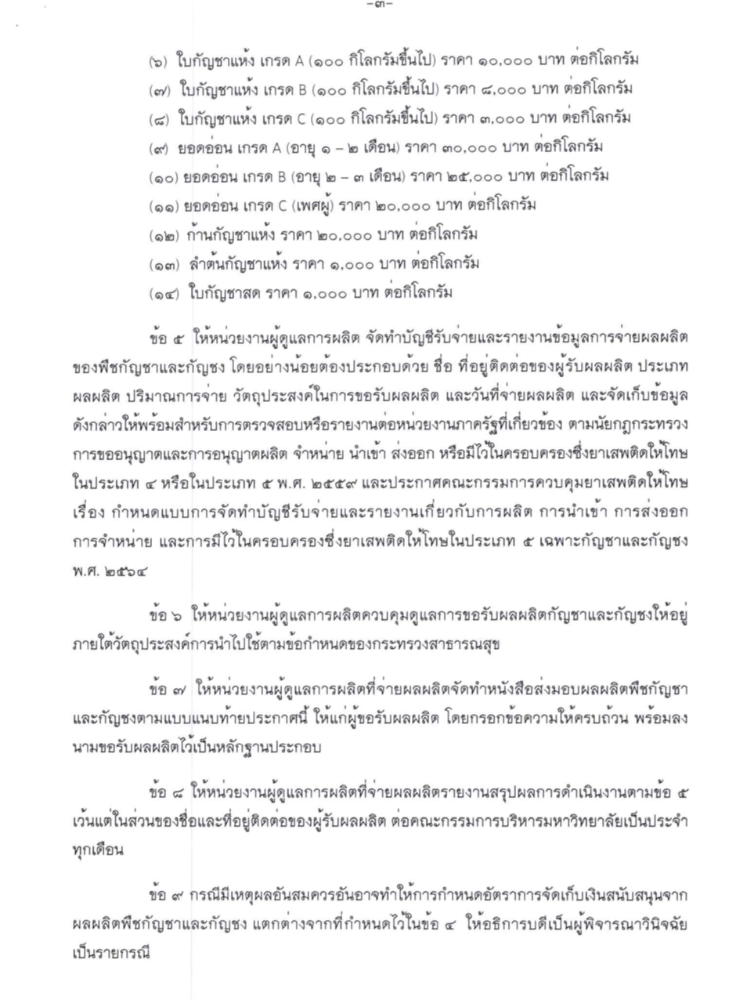 -๓-
(๖) ใบกัญชาแห้ง เกรด A (๑๐๐ กิโลกรัมขึ้นไป) ราคา ๑๐,๐๐๐ บาท ต่อกิโลกรัม
(๗) ใบกัญชาแห้ง เกรด B (๑๐๐ กิโลกรัมขึ้นไป) ราคา ๘,๐๐๐ บาท ต่อกิโลกรัม
(๘) ใบกัญชาแห้ง เกรด C (๑๐๐ กิโลกรัมขึ้นไป) ราคา ๓,๐๐๐ บาท ต่อกิโลกรัม
(๙) ยอดอ่อน เกรด A (อายุ ๑ – ๒ เดือน) ราคา ๓๐,๐๐๐ บาท ต่อกิโลกรัม
(๑๐) ยอดอ่อน เกรด B (อายุ ๒ – ๓ เดือน) ราคา ๒๕,๐๐๐ บาท ต่อกิโลกรัม
(๑๑) ยอดอ่อน เกรด C (เพศผู้) ราคา ๒๐,๐๐๐ บาท ต่อกิโลกรัม
(๑๒) ก้านกัญชาแห้ง ราคา ๒๐,๐๐๐ บาท ต่อกิโลกรัม
(๑๓) ลำต้นกัญชาแห้ง ราคา ๑,๐๐๐ บาท ต่อกิโลกรัม
(๑๔) ใบกัญชาสด ราคา ๑,๐๐๐ บาท ต่อกิโลกรัม
ข้อ ๕ ให้หน่วยงานผู้ดูแลการผลิต จัดทำบัญชีรับจ่ายและรายงานข้อมูลการจ่ายผลผลิต
ของพืชกัญชาและกัญชง โดยอย่างน้อยต้องประกอบด้วย ชื่อ ที่อยู่ติดต่อของผู้รับผลผลิต ประเภท
ผลผลิต ปริมาณการจ่าย วัตถุประสงค์ในการขอรับผลผลิต และวันที่จ่ายผลผลิต และจัดเก็บข้อมูล
ดังกล่าวให้พร้อมสำหรับการตรวจสอบหรือรายงานต่อหน่วยงานภาครัฐที่เกี่ยวข้อง ตามนัยกฎกระทรวง
การขออนุญาตและการอนุญาตผลิต จำหน่าย นำเข้า ส่งออก หรือมีไว้ในครอบครองซึ่งยาเสพติดให้โทษ
ในประเภท ๔ หรือในประเภท ๕ พ.ศ. ๒๕๕๙ และประกาศคณะกรรมการควบคุมยาเสพติดให้โทษ
เรื่อง กำหนดแบบการจัดทำบัญชีรับจ่ายและรายงานเกี่ยวกับการผลิต การนำเข้า การส่งออก
การจำหน่าย และการมีไว้ในครอบครองซึ่งยาเสพติดให้โทษในประเภท ๕ เฉพาะกัญชาและกัญชง
พ.ศ. ๒๕๖๔
ข้อ ๖ ให้หน่วยงานผู้ดูแลการผลิตควบคุมดูแลการขอรับผลผลิตกัญชาและกัญชงให้อยู่
ภายใต้วัตถุประสงค์การนำไปใช้ตามข้อกำหนดของกระทรวงสาธารณสุข
ข้อ ๗ ให้หน่วยงานผู้ดูแลการผลิตที่จ่ายผลผลิตจัดทำหนังสือส่งมอบผลผลิตพืชกัญชา
และกัญชงตามแบบแนบท้ายประกาศนี้ ให้แก่ผู้ขอรับผลผลิต โดยกรอกข้อความให้ครบถ้วน พร้อมลง
นามขอรับผลผลิตไว้เป็นหลักฐานประกอบ
ข้อ ๘ ให้หน่วยงานผู้ดูแลการผลิตที่จ่ายผลผลิตรายงานสรุปผลการดำเนินงานตามข้อ ๕
เว้นแต่ในส่วนของชื่อและที่อยู่ติดต่อของผู้รับผลผลิต ต่อคณะกรรมการบริหารมหาวิทยาลัยเป็นประจำ
ทุกเดือน
ข้อ ๙ กรณีมีเหตุผลอันสมควรอันอาจทำให้การกำหนดอัตราการจัดเก็บเงินสนับสนุนจาก
ผลผลิตพืชกัญชาและกัญชง แตกต่างจากที่กำหนดไว้ในข้อ ๔ ให้อธิการบดีเป็นผู้พิจารณาวินิจฉัย
เป็นรายกรณี